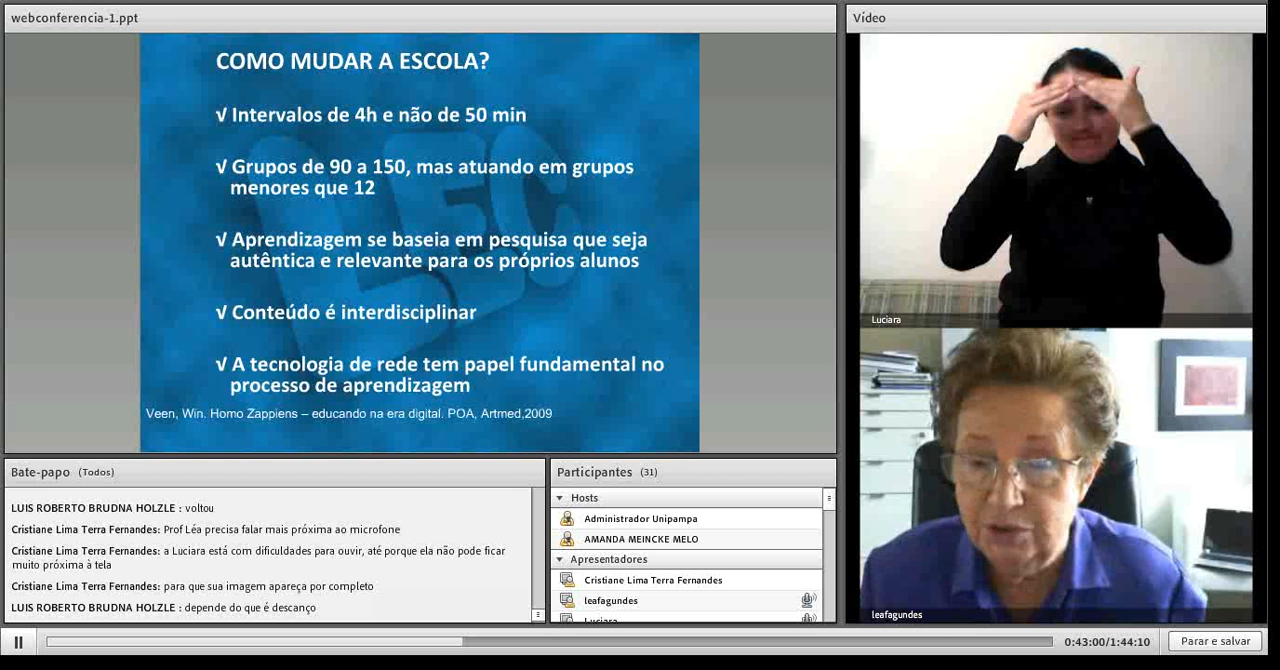 webconferencia-1.ppt
COMO MUDAR A ESCOLA?
√ Intervalos de 4h e não de 50 min
√ Grupos de 90 a 150, mas atuando em grupos
menores que 12
√ Aprendizagem se baseia em pesquisa que seja
autêntica e relevante para os próprios alunos
√ Conteúdo é interdisciplinar
√ A tecnologia de rede tem papel fundamental no
processo de aprendizagem
Veen, Win. Homo Zappiens – educando na era digital. POA, Artmed,2009
LEC
Vídeo
Luciara
leafagundes
Bate-papo (Todos)
LUIS ROBERTO BRUDNA HOLZLE : voltou
Cristiane Lima Terra Fernandes: Prof Léa precisa falar mais próxima ao microfone
Cristiane Lima Terra Fernandes: a Luciara está com dificuldades para ouvir, até porque ela não pode ficar
muito próxima à tela
Cristiane Lima Terra Fernandes: para que sua imagem apareça por completo
LUIS ROBERTO BRUDNA HOLZLE : depende do que é descanço
Participantes (31)
Hosts
Administrador Unipampa
AMANDA MEINCKE MELO
Apresentadores
Cristiane Lima Terra Fernandes
leafagundes
Luciara
0:43:00/1:44:10
Parar e salvar